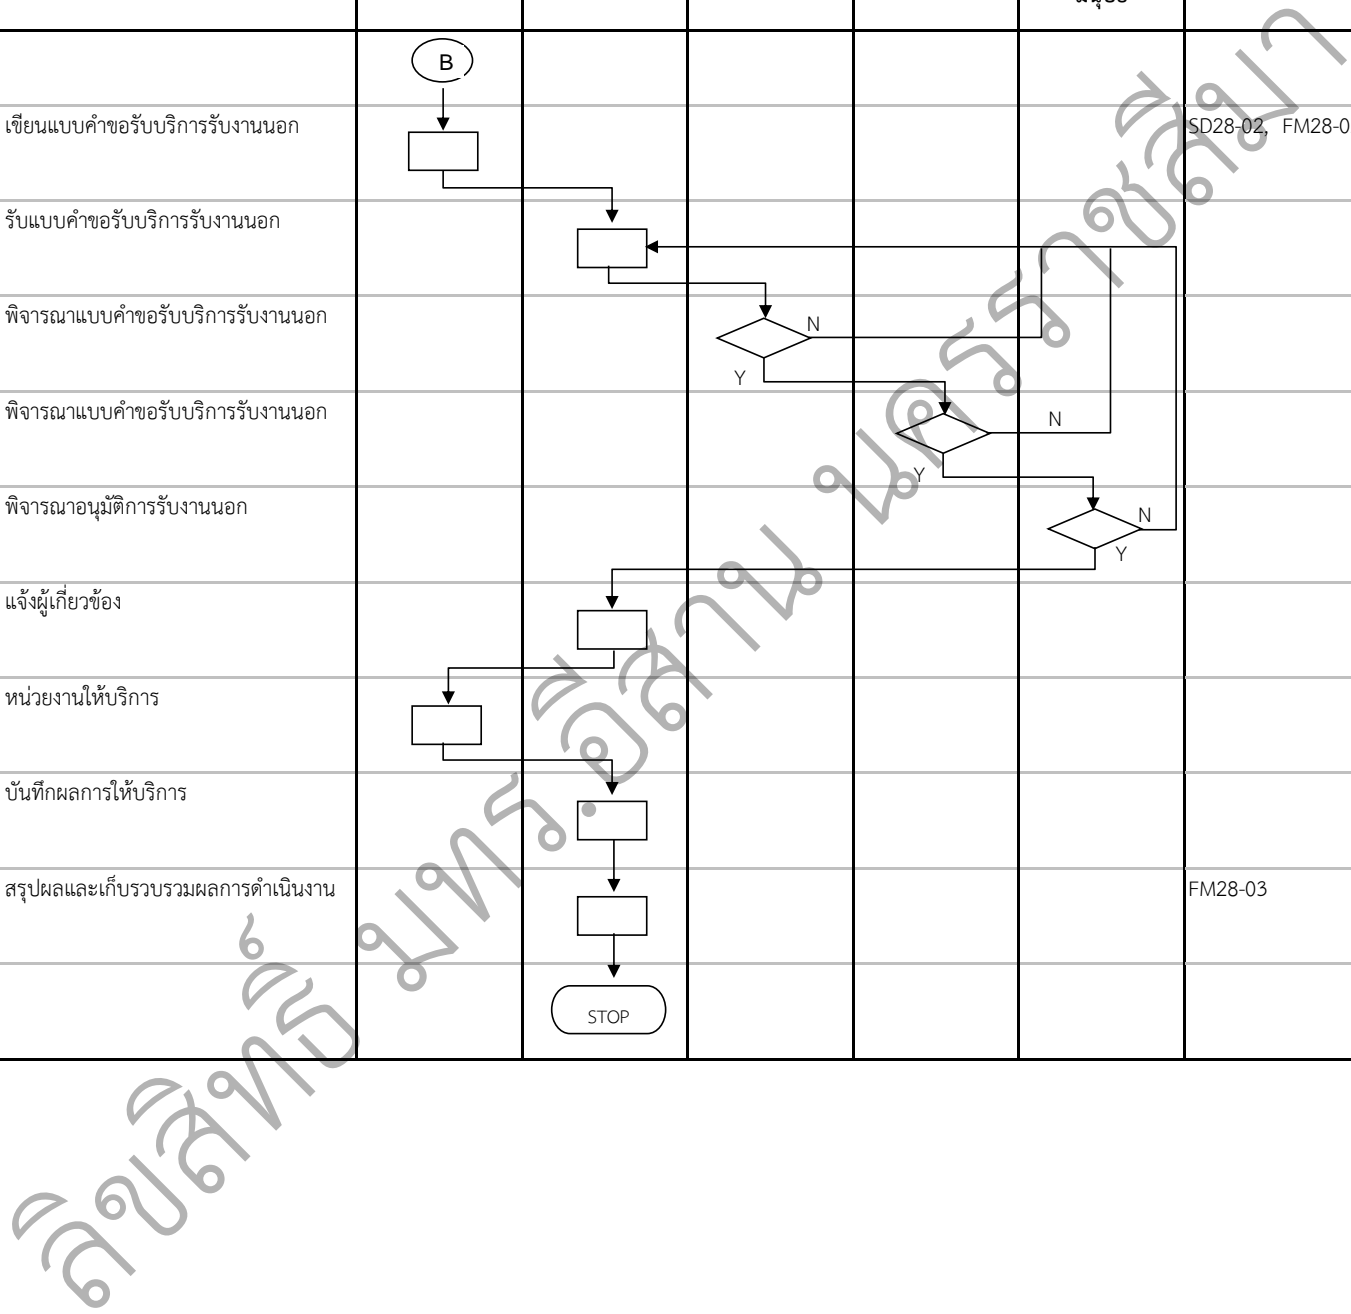 B
เขียนแบบคำขอรับบริการรับงานนอก
SD28-02, FM28-0
รับแบบคำขอรับบริการรับงานนอก
พิจารณาแบบคำขอรับบริการรับงานนอก
N
Y
พิจารณาแบบคำขอรับบริการรับงานนอก
N
Y
พิจารณาอนุมัติการรับงานนอก
N
Y
แจ้งผู้เกี่ยวข้อง
หน่วยงานให้บริการ
บันทึกผลการให้บริการ
สรุปผลและเก็บรวบรวมผลการดำเนินงาน
FM28-03
STOP
ลิขสิทธิ์ มทร.อีสาน นครราชสีมา